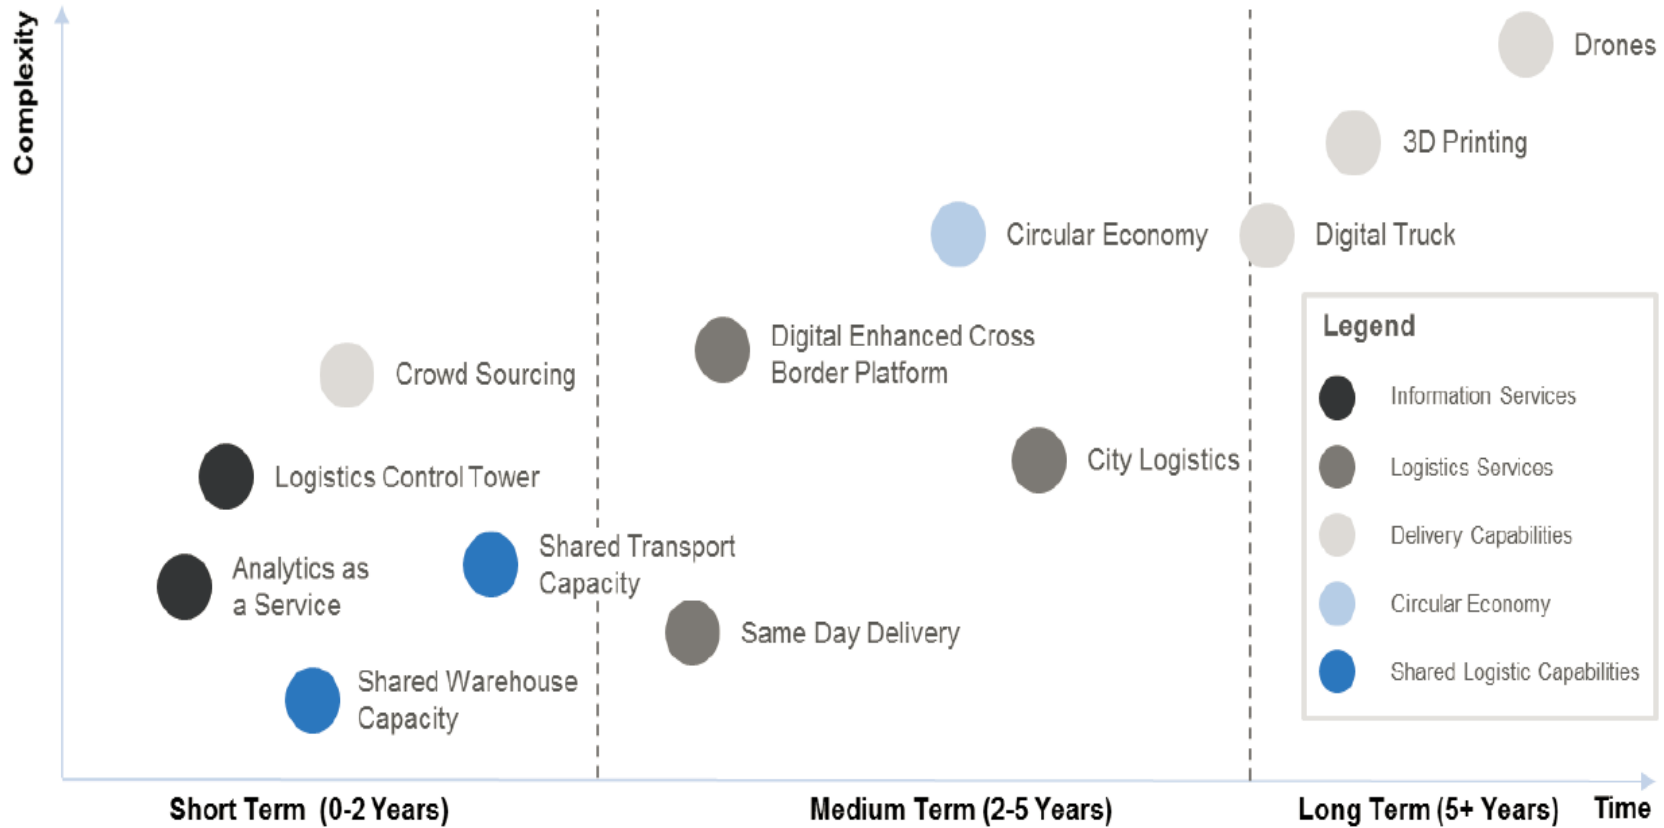 Complexity
Drones
3D Printing
Circular Economy
Digital Truck
Digital Enhanced Cross
Border Platform
Crowd Sourcing
City Logistics
Logistics Control Tower
Shared Transport
Capacity
Analytics as
a Service
Same Day Delivery
Shared Warehouse
Capacity
Legend
Information Services
Logistics Services
Delivery Capabilities
Circular Economy
Shared Logistic Capabilities
Short Term (0-2 Years)
Medium Term (2-5 Years)
Long Term (5+ Years)
Time